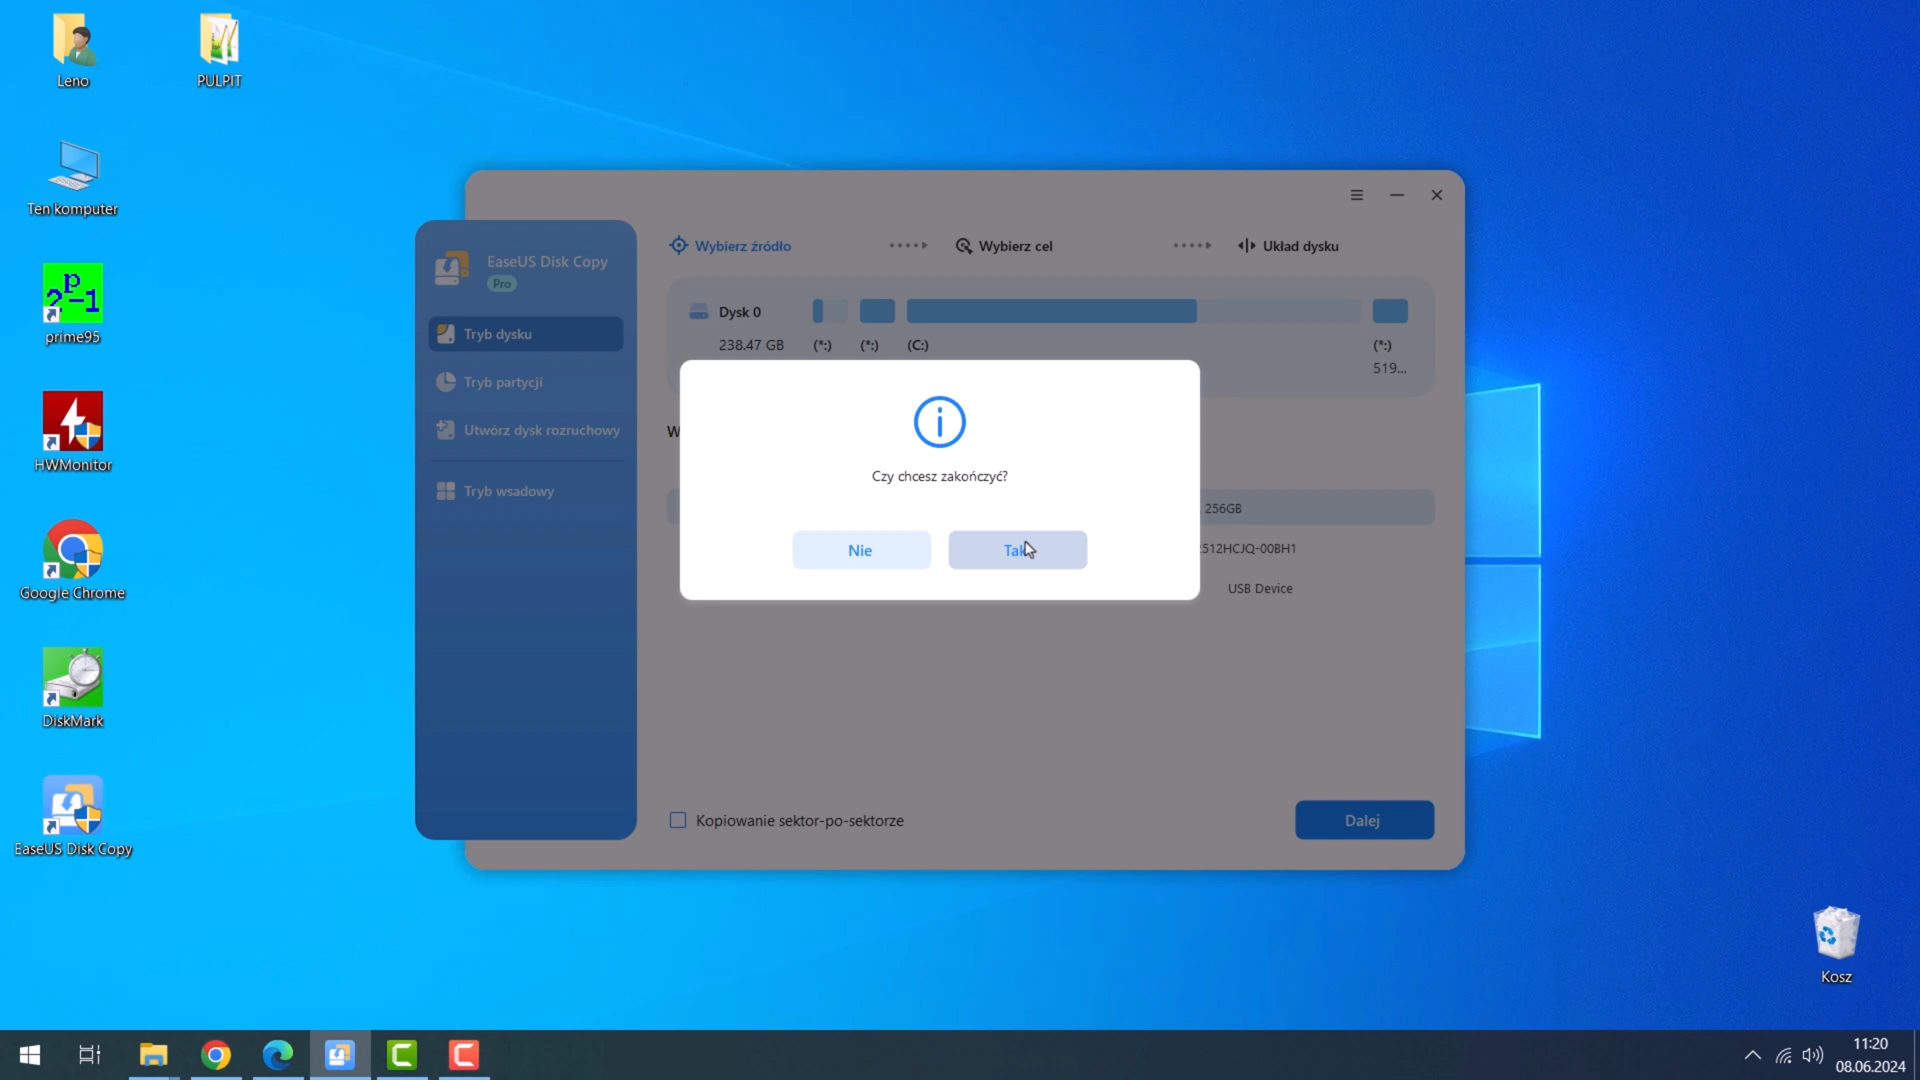 Leno
PULPIT
Ten komputer
prime95
HWMonitor
Google Chrome
DiskMark
EaseUS Disk Copy
EaseUS Disk Copy
Pro
Tryb dysku
Tryb partycji
Utwórz dysk rozruchowy
Tryb wsadowy
Wybierz źródło
Wybierz cel
Układ dysku
Dysk 0
238.47 GB
(*:)
(*:)
(C:)
(*:)
519...
W
Czy chcesz zakończyć?
Nie
256GB
512HCJQ-00BH1
USB Device
Kopiowanie sektor-po-sektorze
Dalej
Kosz
11:20
08.06.2024